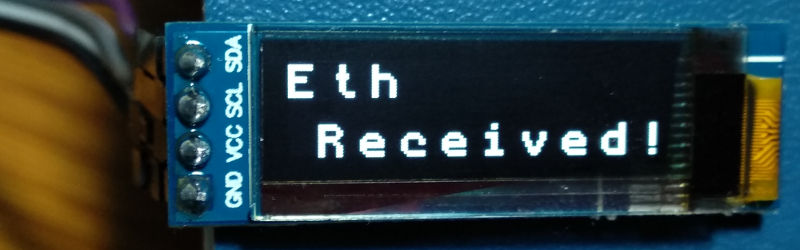 Eth
Received!
SDA
SCL
VCC
GND